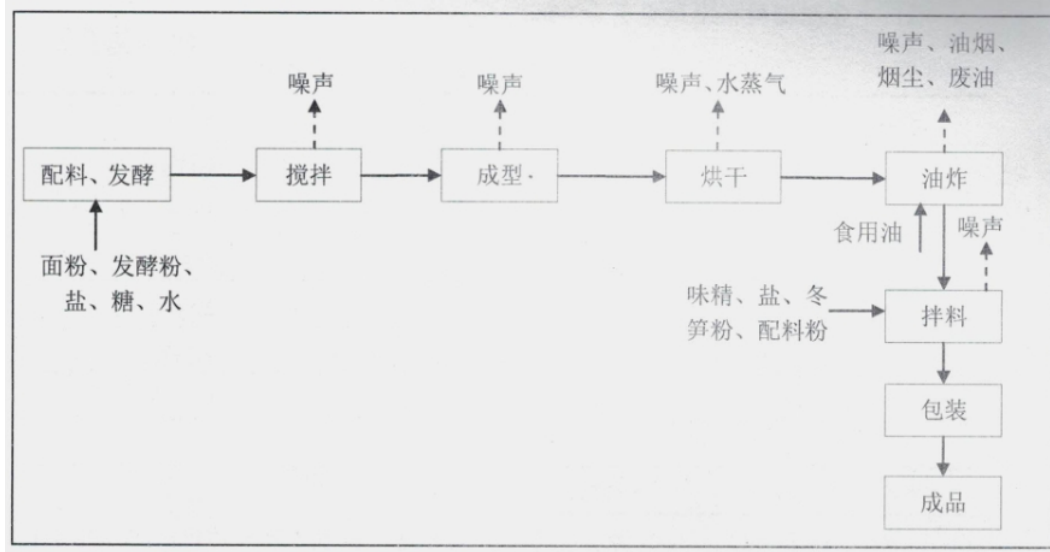 噪声、油烟、
烟尘、废油
噪声
噪声
噪声、水蒸气
配料、发酵
搅拌
成型·
烘干
油炸
面粉、发酵粉、
盐、糖、水
食用油
噪声
味精、盐、冬
笋粉、配料粉
拌料
包装
成品